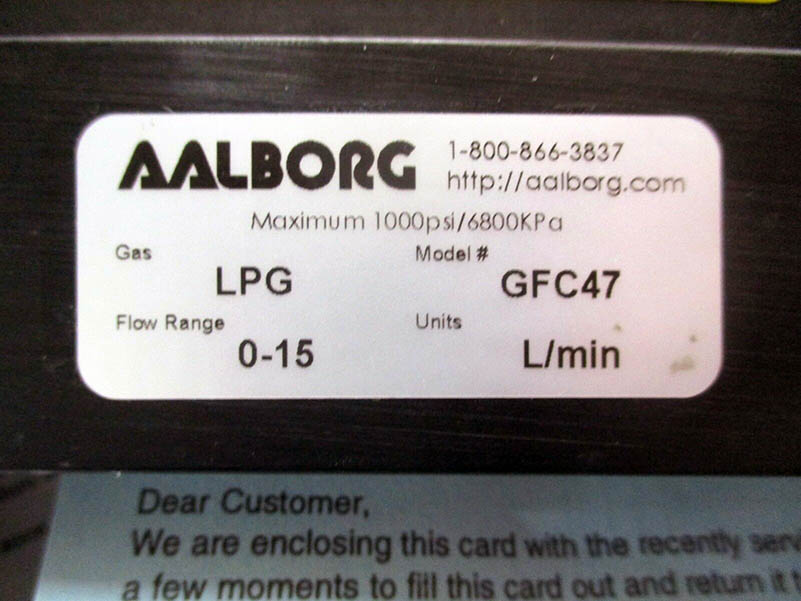 AALBORG
1-800-866-3837
http://aalborg.com
Maximum 1000psi/6800KPa
Gas
LPG
Model #
GFC47
Flow Range
0-15
Units
L/min
Dear Customer,
We are enclosing this card with the recently
a few moments to fill this card out and return it